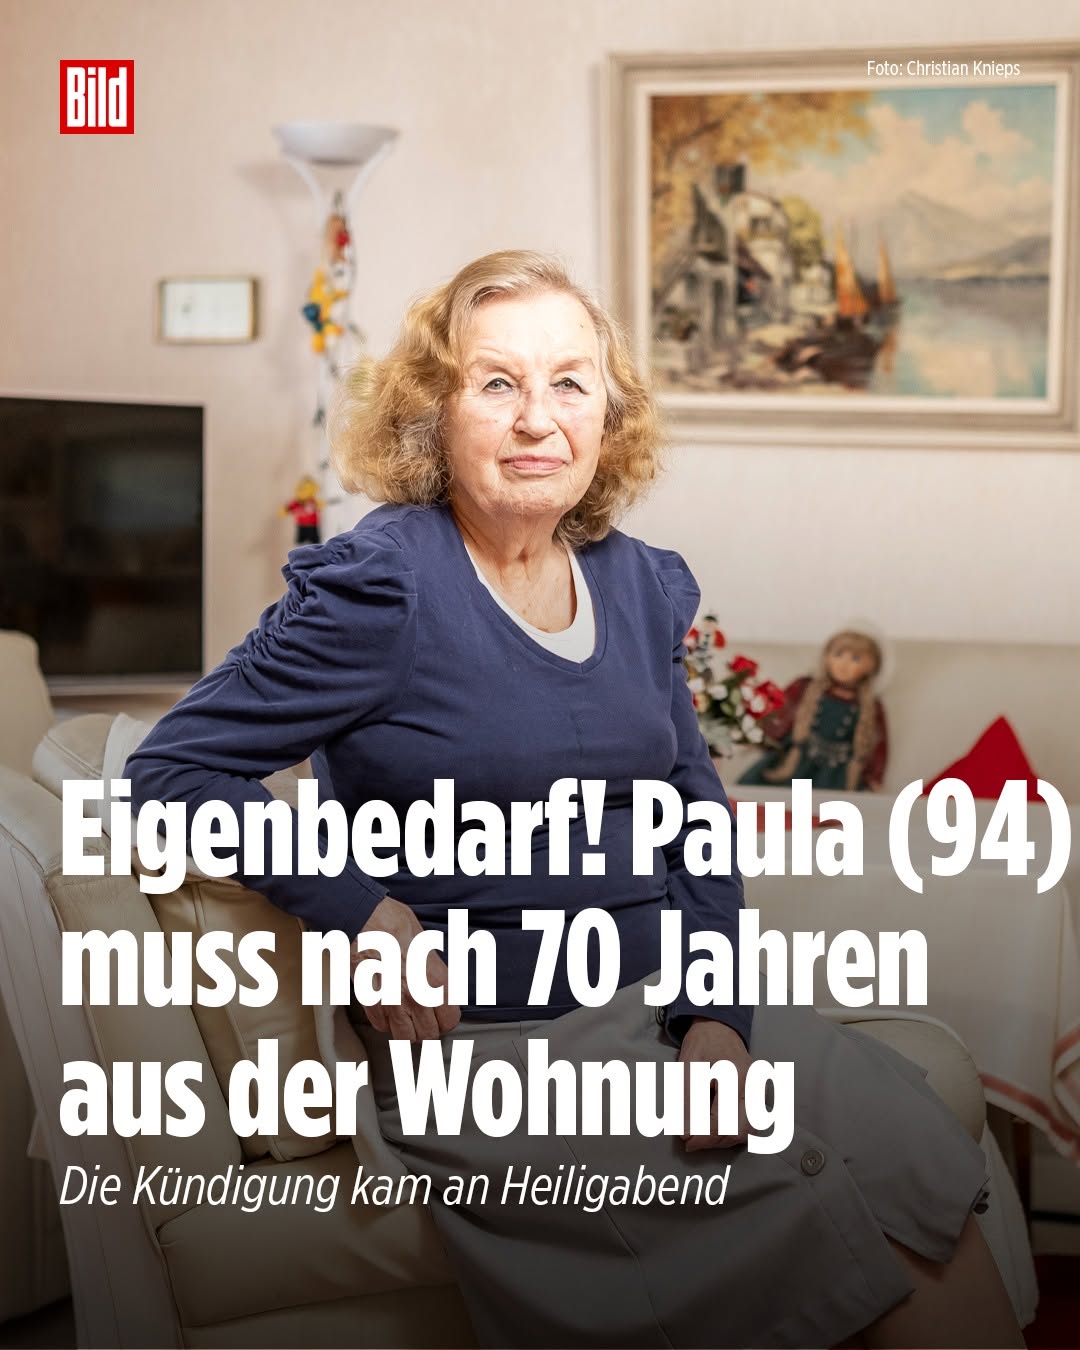 Bild
Foto: Christian Knieps
Eigenbedarf! Paula (94)
muss nach 70 Jahren
aus der Wohnung
Die Kündigung kam an Heiligabend